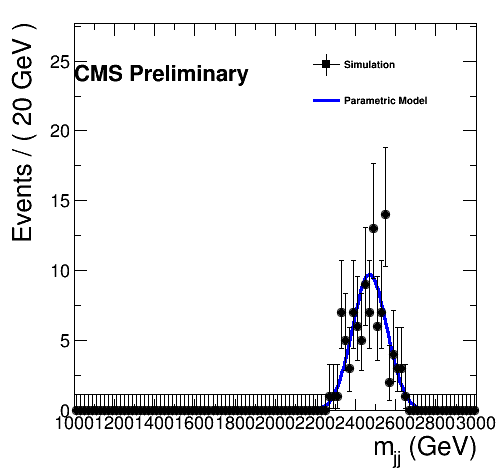 CMS Preliminary
Simulation
Parametric Model
Events / ( 20 GeV )
25
20
15
10
5
0
1000 1200 1400 1600 1800 2000 2200 2400 2600 2800 3000
m_jj (GeV)